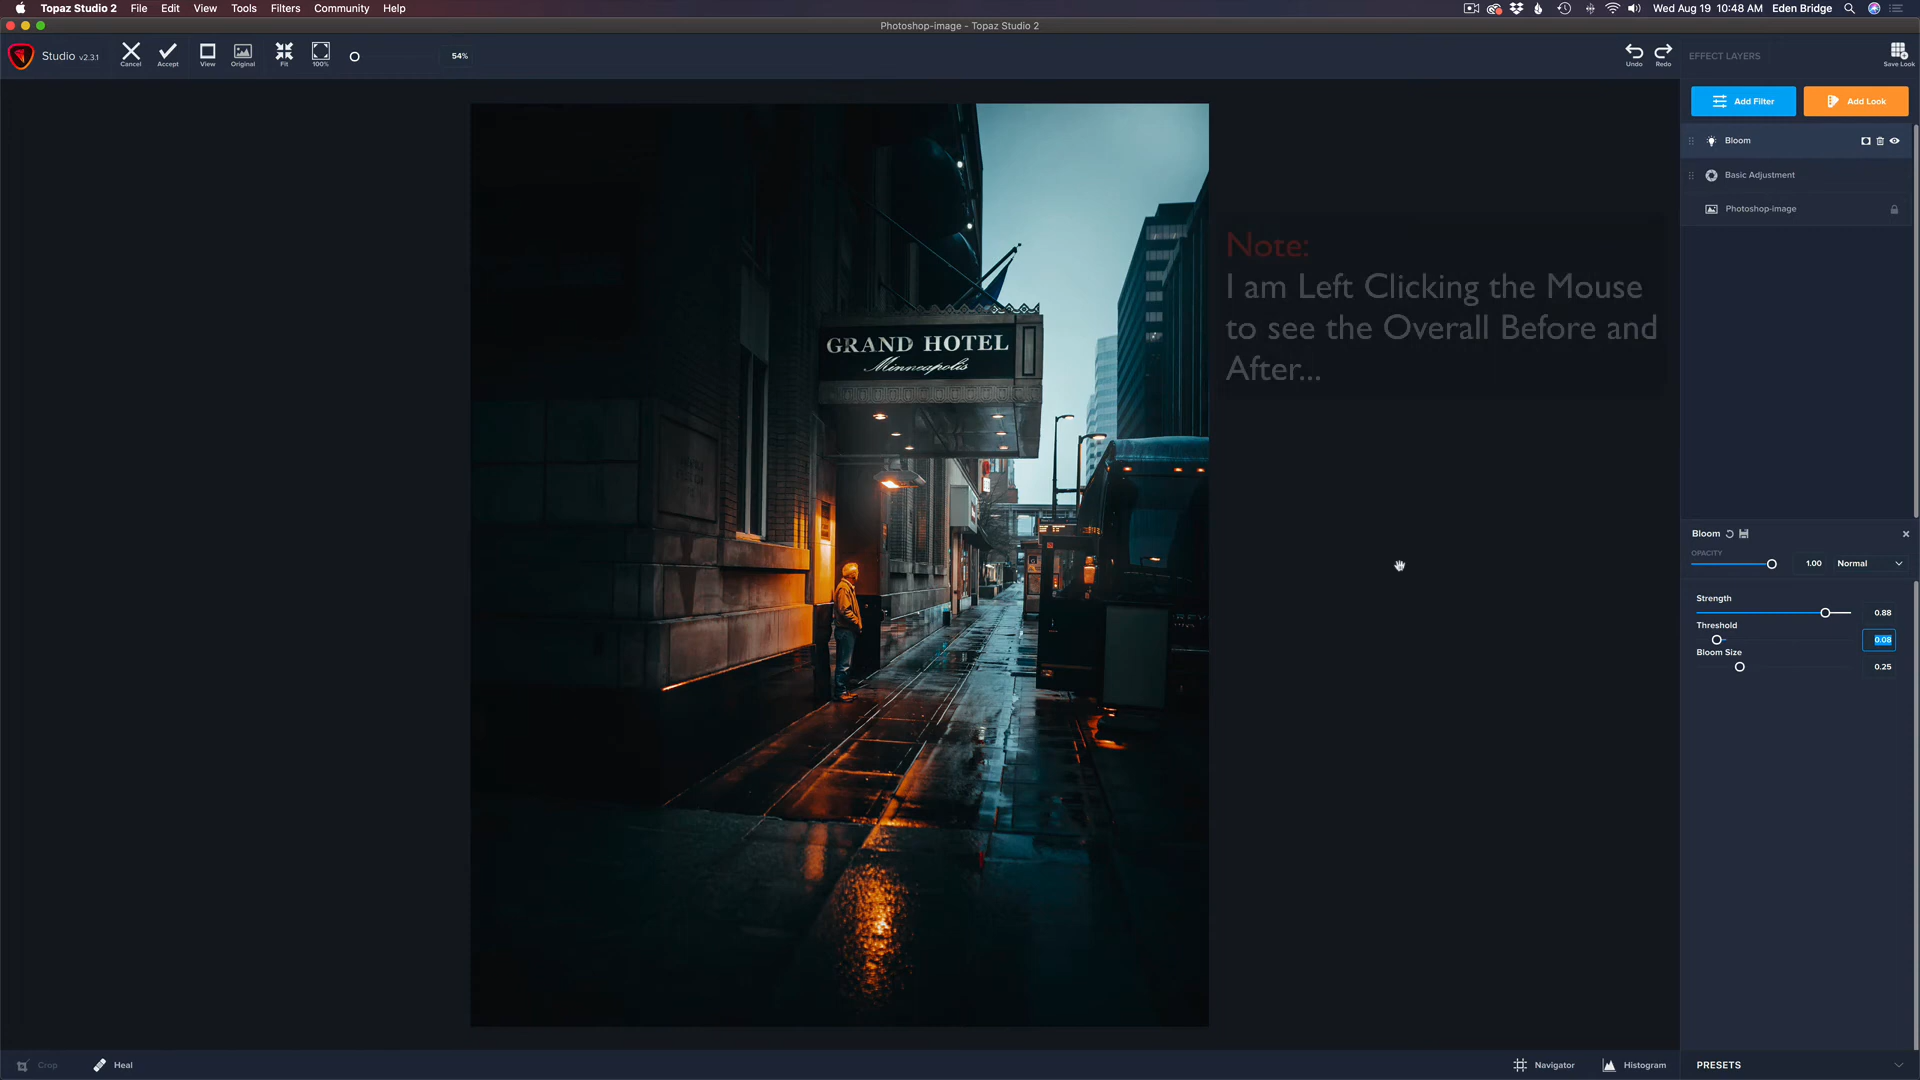 Topaz Studio 2 File Edit View Tools Filters Community Help
Wed Aug 19 10:48 AM Eden Bridge
Photoshop-image - Topaz Studio 2
Studio v2.3.1
Cancel Accept View Original Fit 100%
54%
Undo Redo
EFFECT LAYERS
Save Look
Add Filter Add Look
Bloom
Basic Adjustment
Photoshop-image
Note:
I am Left Clicking the Mouse
to see the Overall Before and
After...
GRAND HOTEL
Minneapolis
Bloom
OPACITY
1.00 Normal
Strength
0.88
Threshold
0.08
Bloom Size
0.25
Crop Heal
Navigator Histogram
PRESETS